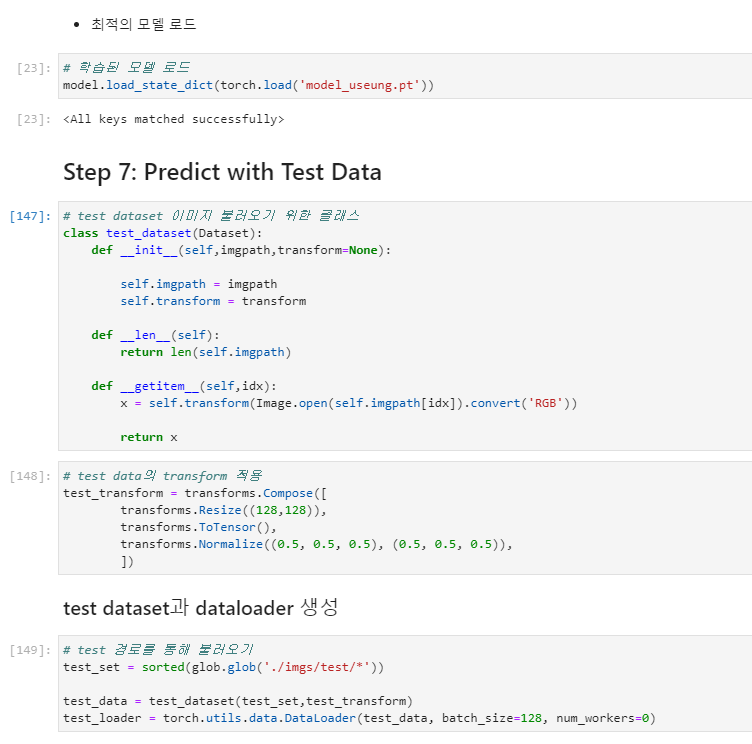 • 최적의 모델 로드
[23]: # 학습된 모델 로드
model.load_state_dict(torch.load('model_useung.pt'))
[23]: <All keys matched successfully>
Step 7: Predict with Test Data
[147]: # test dataset 이미지 불러오기 위한 클래스
class test_dataset(Dataset):
    def __init__(self,imgpath,transform=None):
        self.imgpath = imgpath
        self.transform = transform
    def __len__(self):
        return len(self.imgpath)
    def __getitem__(self,idx):
        x = self.transform(Image.open(self.imgpath[idx]).convert('RGB'))
        return x
[148]: # test data의 transform 적용
test_transform = transforms.Compose([
        transforms.Resize((128,128)),
        transforms.ToTensor(),
        transforms.Normalize((0.5, 0.5, 0.5), (0.5, 0.5, 0.5)),
        ])
test dataset과 dataloader 생성
[149]: # test 경로를 통해 불러오기
test_set = sorted(glob.glob('./imgs/test/*'))
test_data = test_dataset(test_set,test_transform)
test_loader = torch.utils.data.DataLoader(test_data, batch_size=128, num_workers=0)